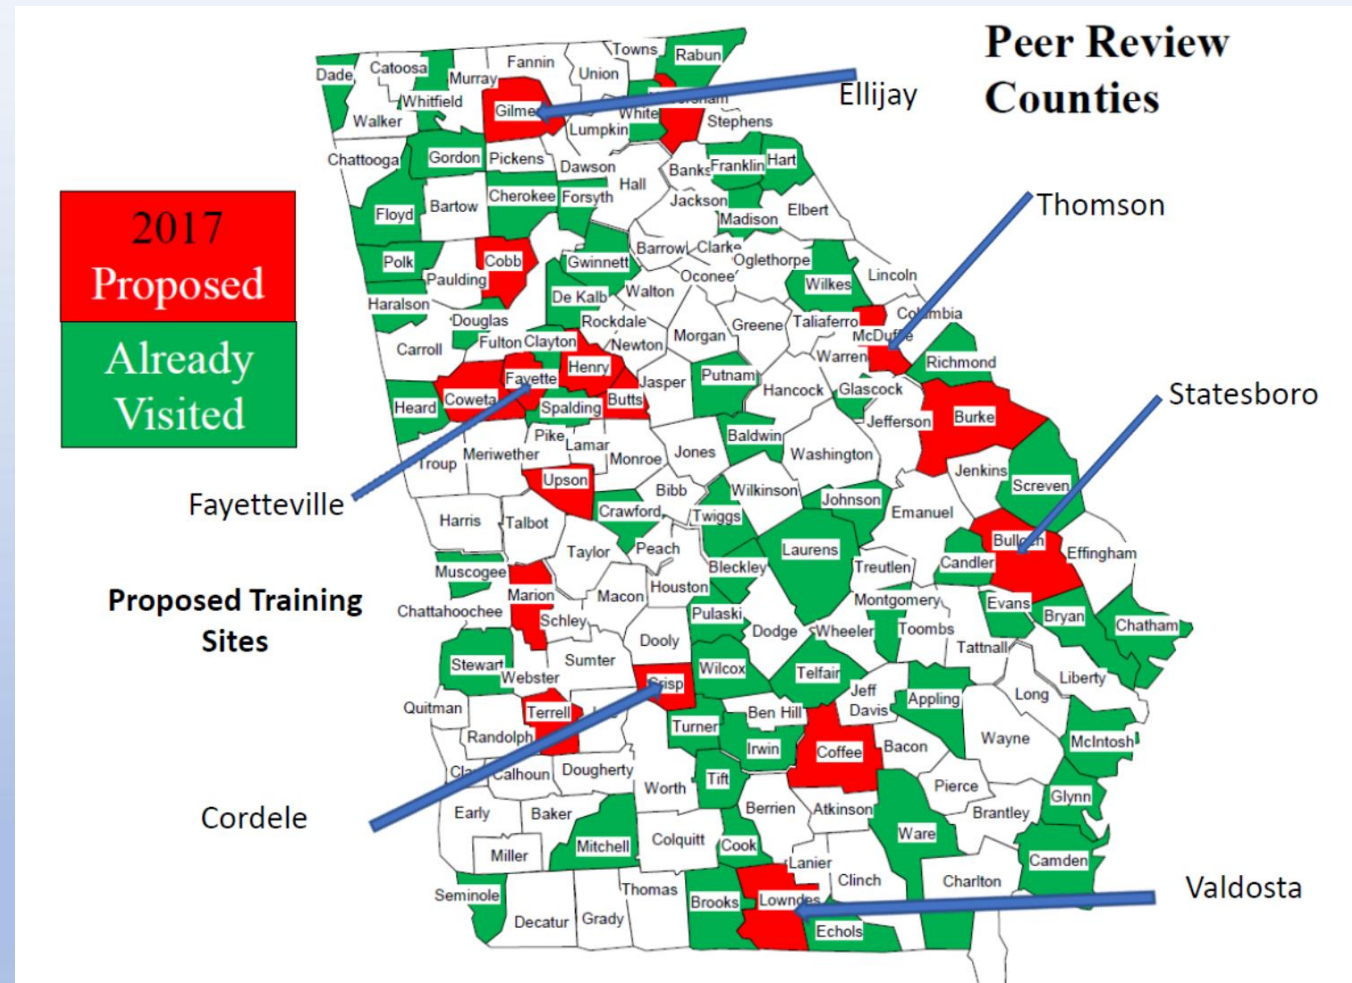 Peer Review
Counties
Ellijay
Thomson
Statesboro
Valdosta
Fayetteville
Cordele
Proposed Training
Sites
2017
Proposed
Already
Visited
Dade
Catoosa
Whitfield
Walker
Murray
Fannin
Union
Towns
Rabun
Lumpkin
White
Stephens
Chattooga
Gordon
Pickens
Dawson
Hall
Banks
Franklin
Hart
Floyd
Bartow
Cherokee
Forsyth
Jackson
Madison
Elbert
Polk
Paulding
Cobb
Gwinnett
Barrow
Clarke
Oglethorpe
Oconee
Wilkes
Lincoln
Haralson
Douglas
De Kalb
Walton
Rockdale
Newton
Morgan
Greene
Taliaferro
Columbia
Carroll
Fulton
Clayton
Henry
Warren
Richmond
Heard
Coweta
Fayette
Spalding
Butts
Jasper
Putnam
Hancock
Glascock
Jefferson
Burke
Troup
Meriwether
Pike
Lamar
Monroe
Jones
Baldwin
Washington
Jenkins
Screven
Upson
Bibb
Wilkinson
Johnson
Emanuel
Harris
Talbot
Crawford
Twiggs
Taylor
Peach
Bleckley
Laurens
Treutlen
Candler
Effingham
Muscogee
Marion
Macon
Houston
Chattahoochee
Schley
Pulaski
Dooly
Dodge
Wheeler
Montgomery
Toombs
Evans
Bryan
Chatham
Tattnall
Stewart
Webster
Sumter
Wilcox
Telfair
Jeff
Davis
Appling
Long
Liberty
Quitman
Randolph
Terrell
Turner
Ben Hill
Irwin
Coffee
Bacon
Wayne
McIntosh
Calhoun
Dougherty
Worth
Tift
Pierce
Glynn
Early
Baker
Berrien
Atkinson
Brantley
Miller
Mitchell
Colquitt
Cook
Ware
Camden
Lanier
Clinch
Charlton
Seminole
Decatur
Grady
Thomas
Brooks
Echols